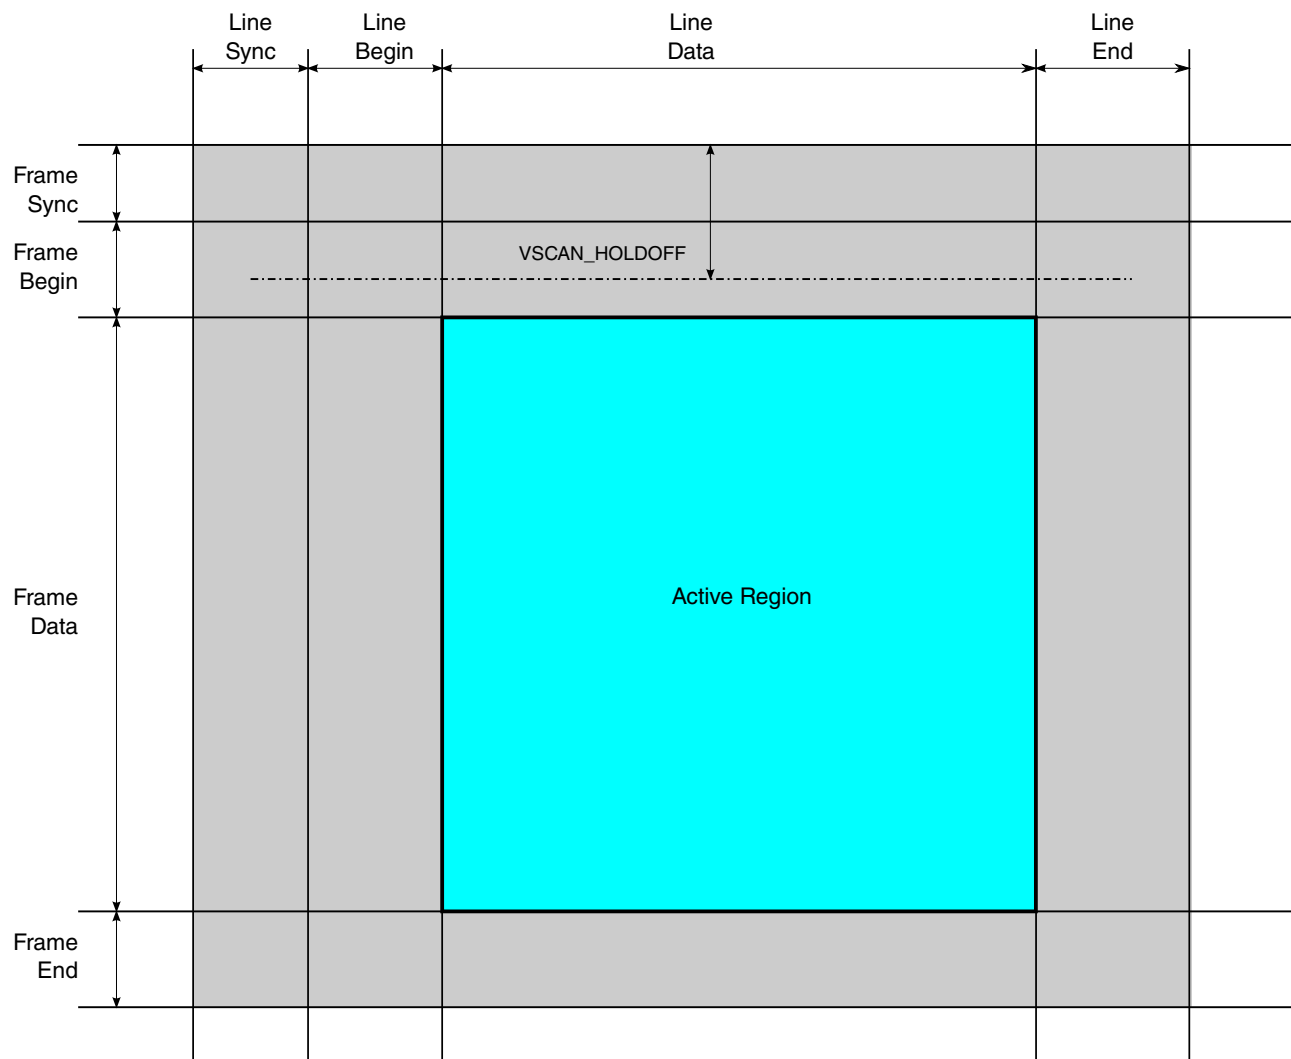 Line
Sync
Line
Begin
Line
Data
Line
End
Frame
Sync
Frame
Begin
VSCAN_HOLDOFF
Frame
Data
Active Region
Frame
End